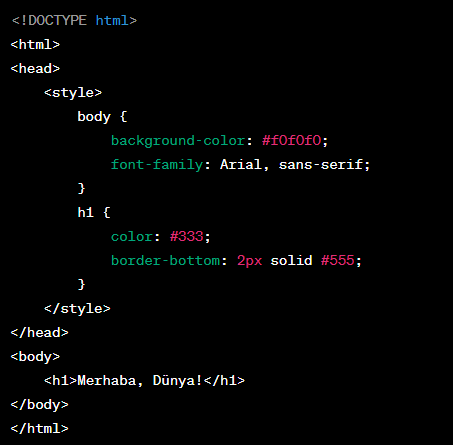 <!DOCTYPE html>
<html>
<head>
    <style>
        body {
            background-color: #f0f0f0;
            font-family: Arial, sans-serif;
        }
        h1 {
            color: #333;
            border-bottom: 2px solid #555;
        }
    </style>
</head>
<body>
    <h1>Merhaba, Dünya!</h1>
</body>
</html>